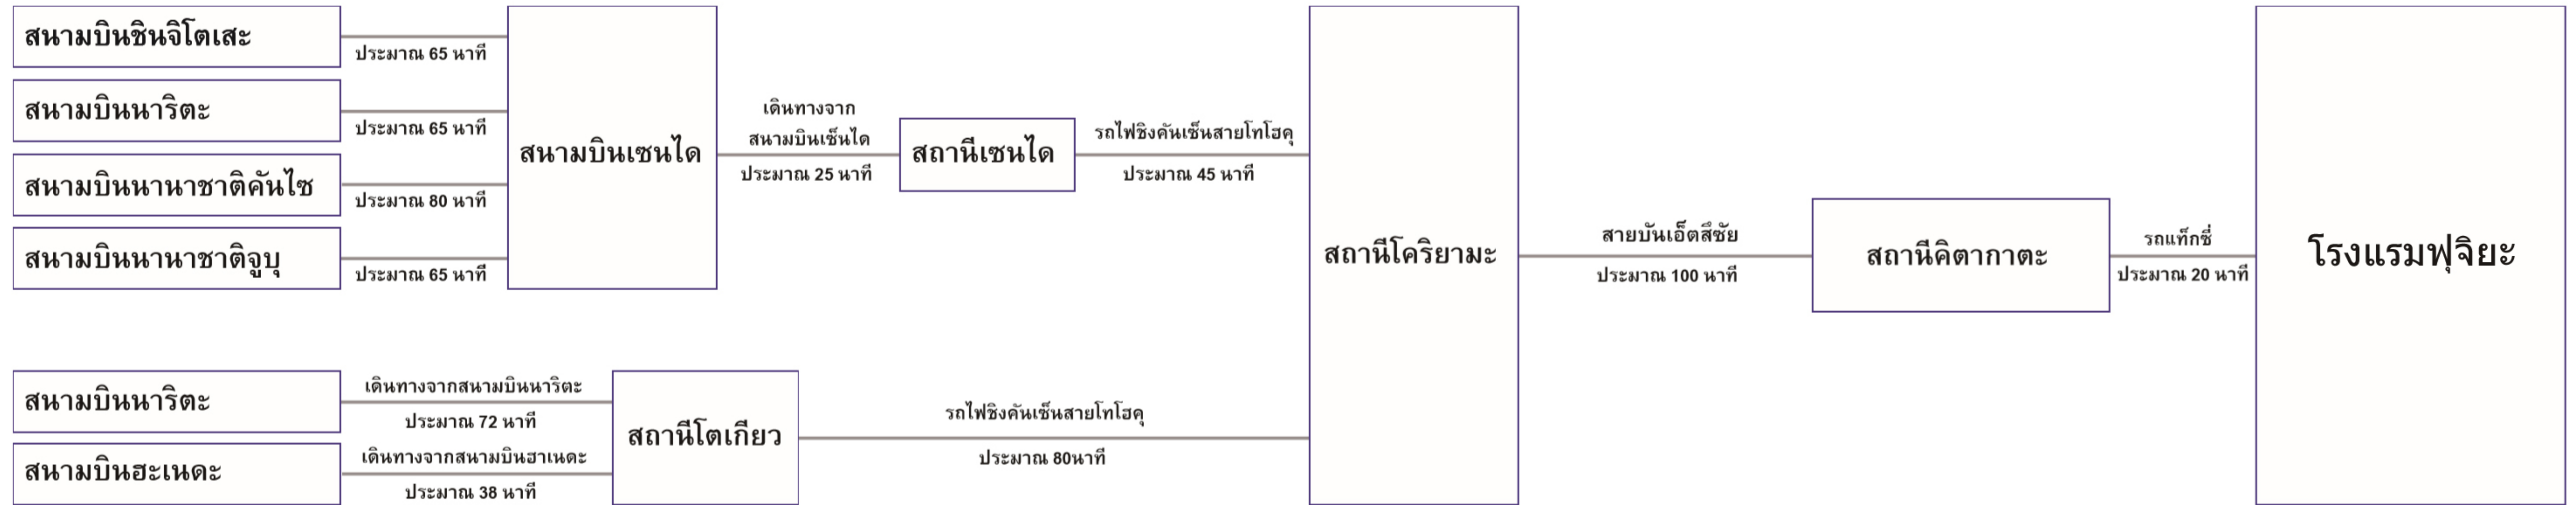 สนามบินชินจิโตเสะ
ประมาณ 65 นาที
สนามบินนาริตะ
ประมาณ 65 นาที
สนามบินนานาชาติคันไซ
ประมาณ 80 นาที
สนามบินนานาชาติจูบุ
ประมาณ 65 นาที
สนามบินเซนได
เดินทางจาก
สนามบินเซ็นได
ประมาณ 25 นาที
สถานีเซนได
รถไฟชิงคันเซ็นสายโทโฮคุ
ประมาณ 45 นาที
สนามบินนาริตะ
เดินทางจากสนามบินนาริตะ
ประมาณ 72 นาที
สนามบินฮะเนดะ
เดินทางจากสนามบินฮาเนดะ
ประมาณ 38 นาที
สถานีโตเกียว
รถไฟชิงคันเซ็นสายโทโฮคุ
ประมาณ 80นาที
สถานีโคริยามะ
สายบันเอ็ตสึซัย
ประมาณ 100 นาที
สถานีคิตากาตะ
รถแท็กซี่
ประมาณ 20 นาที
โรงแรมฟุจิยะ